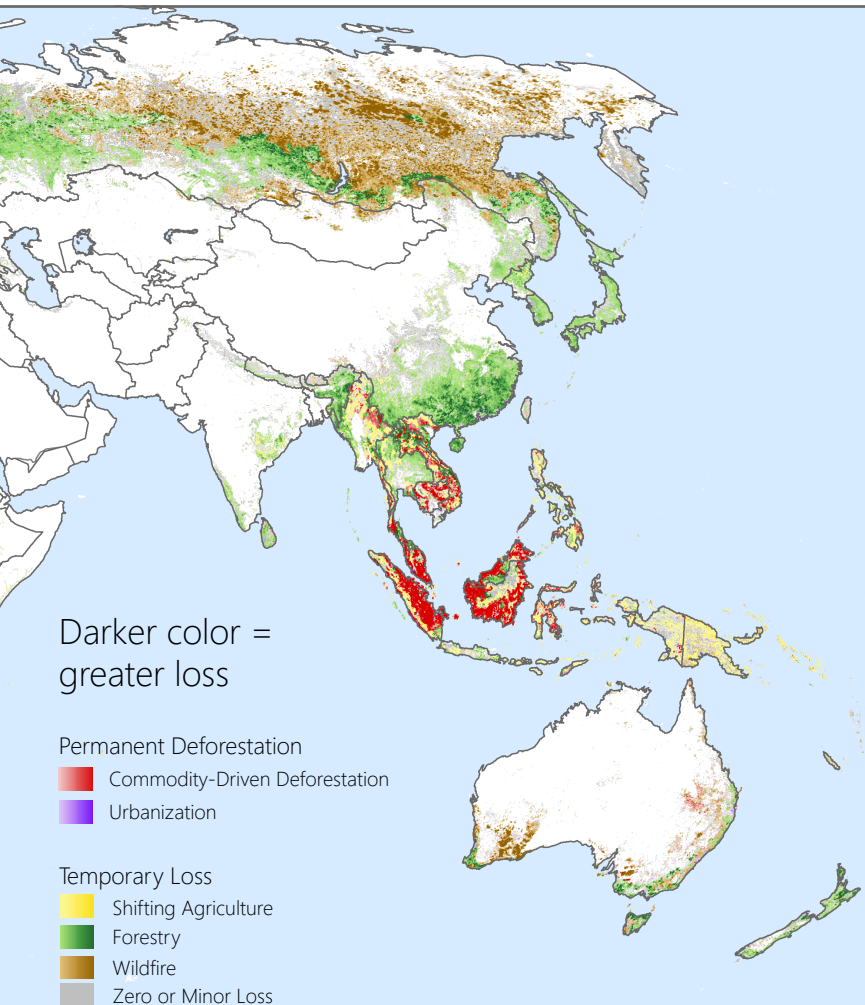 Darker color =
greater loss
Permanent Deforestation
Commodity-Driven Deforestation
Urbanization
Temporary Loss
Shifting Agriculture
Forestry
Wildfire
Zero or Minor Loss